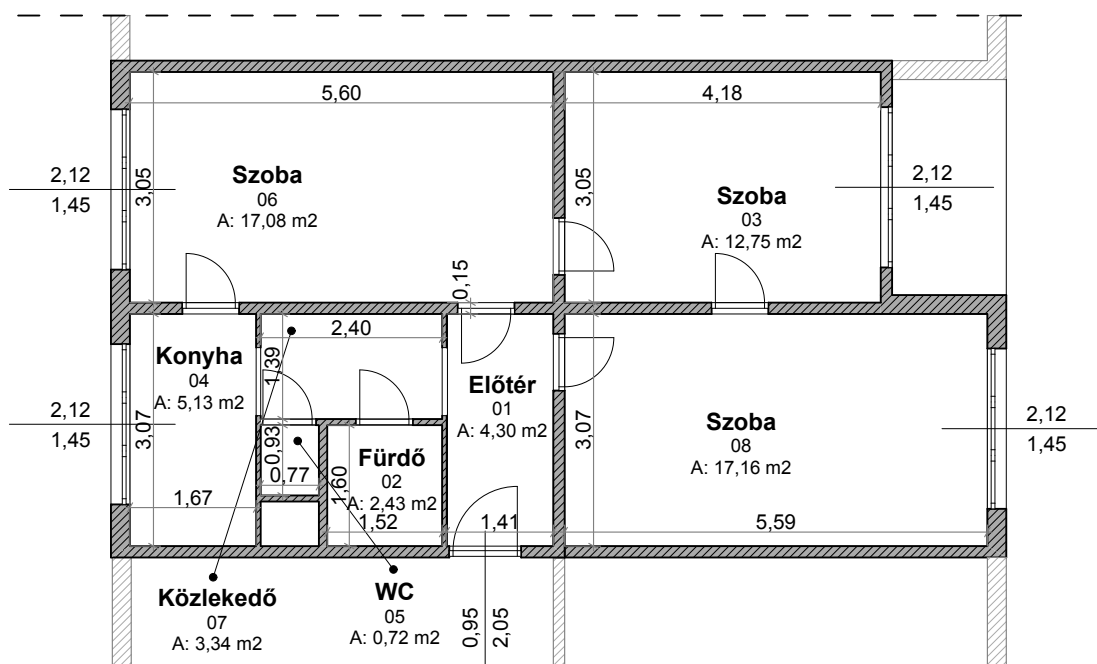 5,60
4,18
2,12
1,45
3,05
Szoba
06
A: 17,08 m2
3,05
Szoba
03
A: 12,75 m2
2,12
1,45
0,15
2,40
Konyha
04
A: 5,13 m2
1,39
Előtér
01
A: 4,30 m2
2,12
1,45
3,07
0,93
0,77
1,67
Fürdő
02
A: 2,43 m2
1,60
1,52
1,41
3,07
Szoba
08
A: 17,16 m2
5,59
2,12
1,45
Közlekedő
07
A: 3,34 m2
WC
05
A: 0,72 m2
0,95
2,05